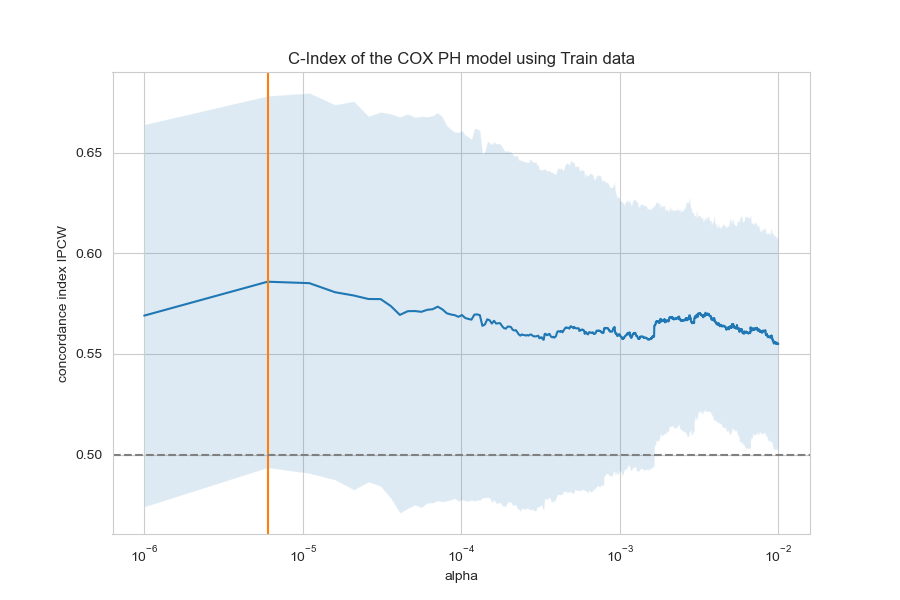 C-Index of the COX PH model using Train data
concordance index IPCW
0.65
0.60
0.55
0.50
10⁻⁶ 10⁻⁵ 10⁻⁴ 10⁻³ 10⁻²
alpha